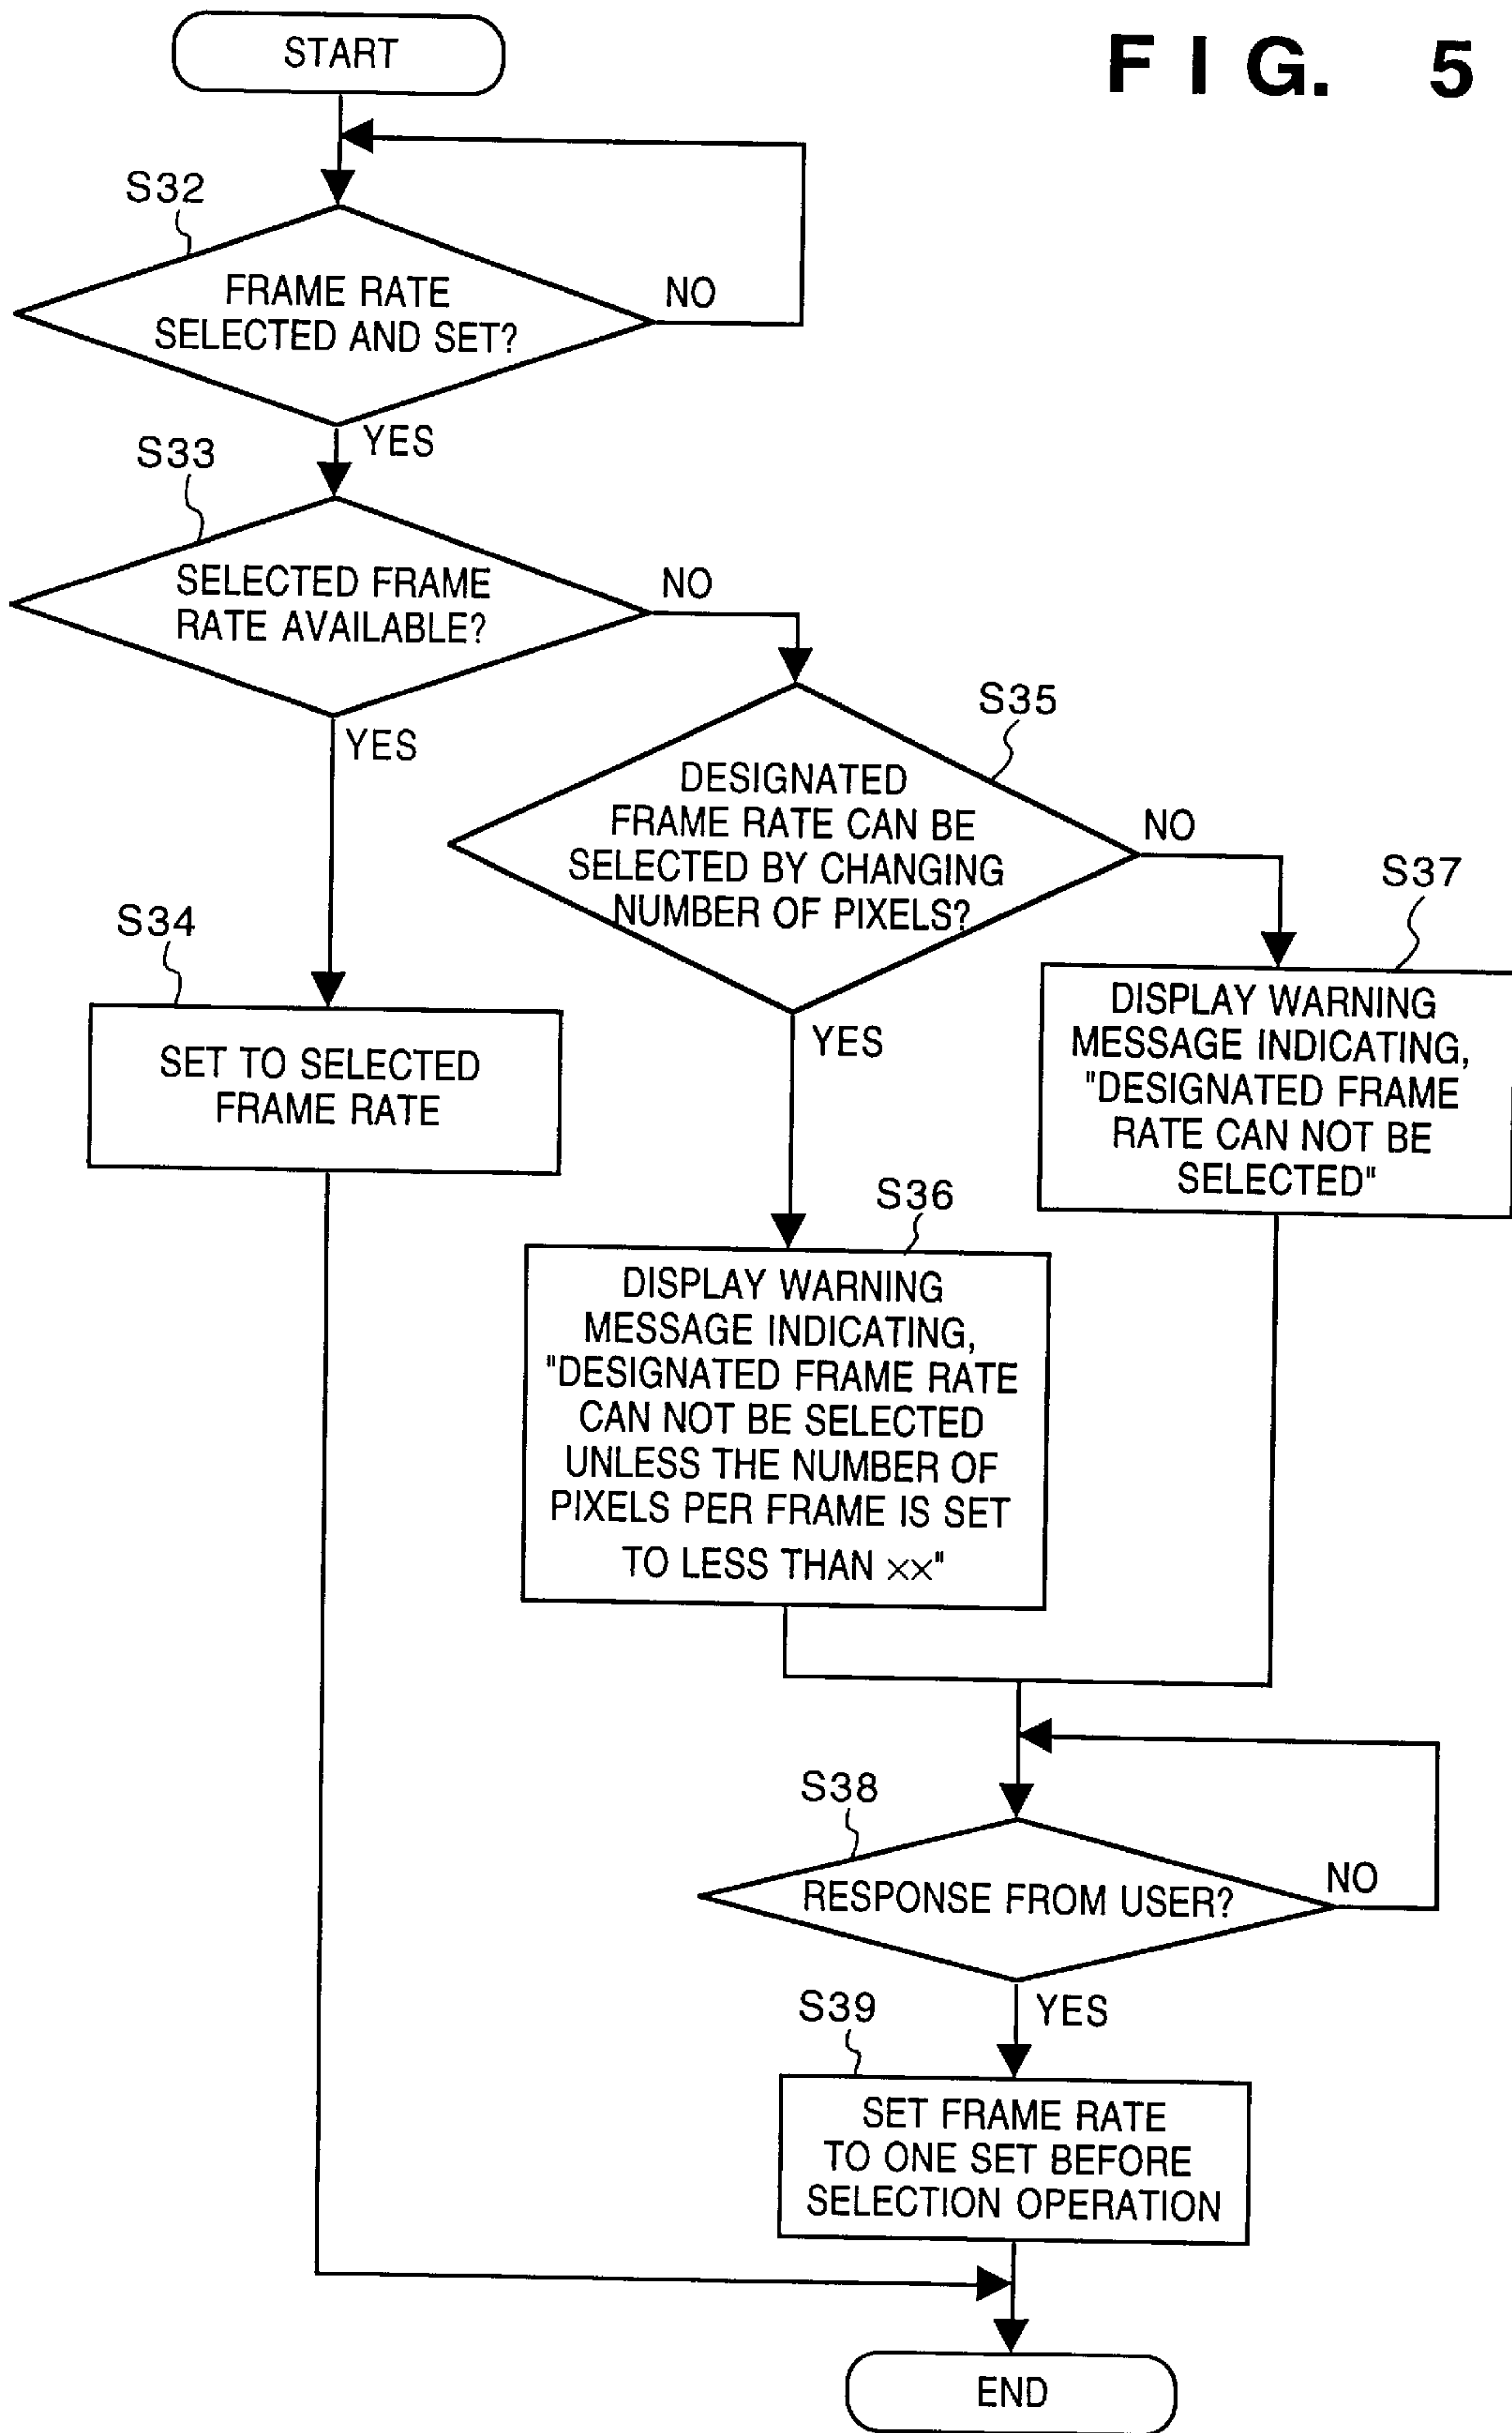 FIG. 5
START
S32
FRAME RATE
SELECTED AND SET?
NO
YES
S33
SELECTED FRAME
RATE AVAILABLE?
NO
YES
S35
DESIGNATED
FRAME RATE CAN BE
SELECTED BY CHANGING
NUMBER OF PIXELS?
NO
YES
S34
SET TO SELECTED
FRAME RATE
S37
DISPLAY WARNING
MESSAGE INDICATING,
"DESIGNATED FRAME
RATE CAN NOT BE
SELECTED"
S36
DISPLAY WARNING
MESSAGE INDICATING,
"DESIGNATED FRAME RATE
CAN NOT BE SELECTED
UNLESS THE NUMBER OF
PIXELS PER FRAME IS SET
TO LESS THAN ××"
S38
RESPONSE FROM USER?
NO
YES
S39
SET FRAME RATE
TO ONE SET BEFORE
SELECTION OPERATION
END